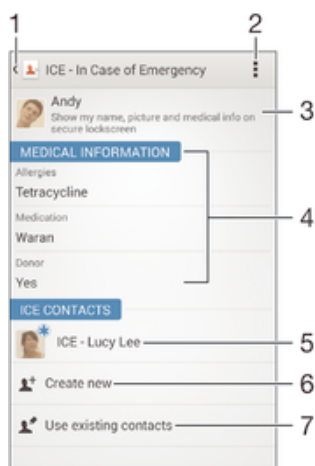 1
2
ICE - In Case of Emergency
Andy
Show my name, picture and medical info on
secure lockscreen
3
MEDICAL INFORMATION
Allergies
Tetracycline
4
Medication
Waran
Donor
Yes
ICE CONTACTS
ICE - Lucy Lee
5
Create new
6
Use existing contacts
7